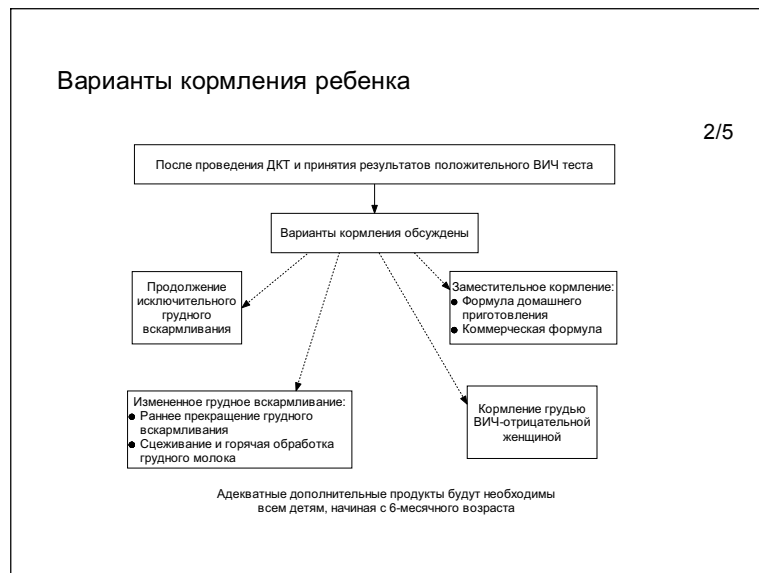 Варианты кормления ребенка
2/5
После проведения ДКТ и принятия результатов положительного ВИЧ теста
Варианты кормления обсуждены
Продолжение
исключительного
грудного
вскармливания
Заместительное кормление:
● Формула домашнего
приготовления
● Коммерческая формула
Измененное грудное вскармливание:
● Раннее прекращение грудного
вскармливания
● Сцеживание и горячая обработка
грудного молока
Кормление грудью
ВИЧ-отрицательной
женщиной
Адекватные дополнительные продукты будут необходимы
всем детям, начиная с 6-месячного возраста